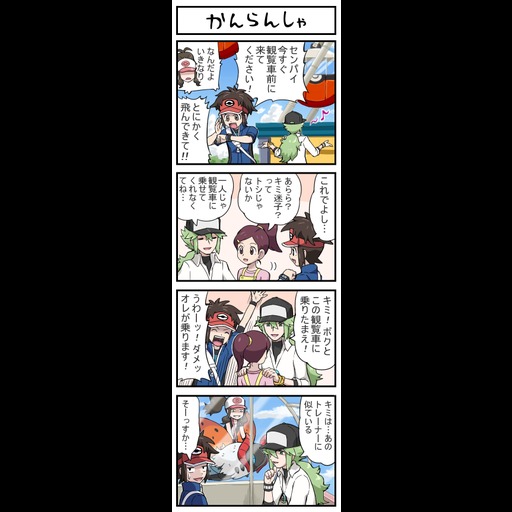 かんらんしゃ
センパイ
今すぐ
観覧車前に
来て
ください！
なんだよ
いきなり
とにかく
飛んできて!!
これでよし…
あらら？
キミ迷子？
って
トシじゃ
ないか
一人じゃ
観覧車に
乗せて
くれなく
てね…
キミ！ボクと
この観覧車に
乗りたまえ！
うわーッ！ダメッ
オレが乗ります！
キミは…あの
トレーナーに
似ている
そーっすか…